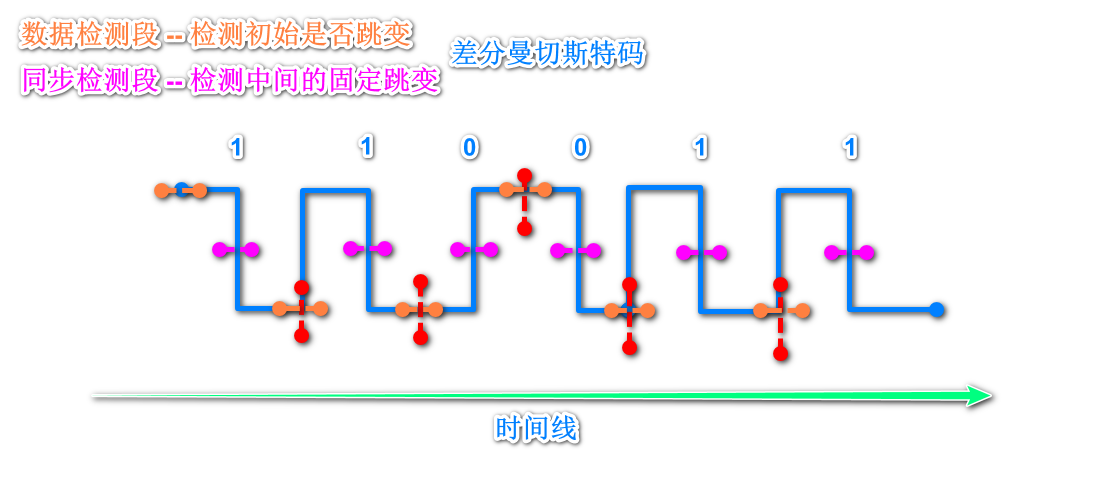 数据检测段 -- 检测初始是否跳变
差分曼切斯特码
同步检测段 -- 检测中间的固定跳变
1 1 0 0 1 1
时间线